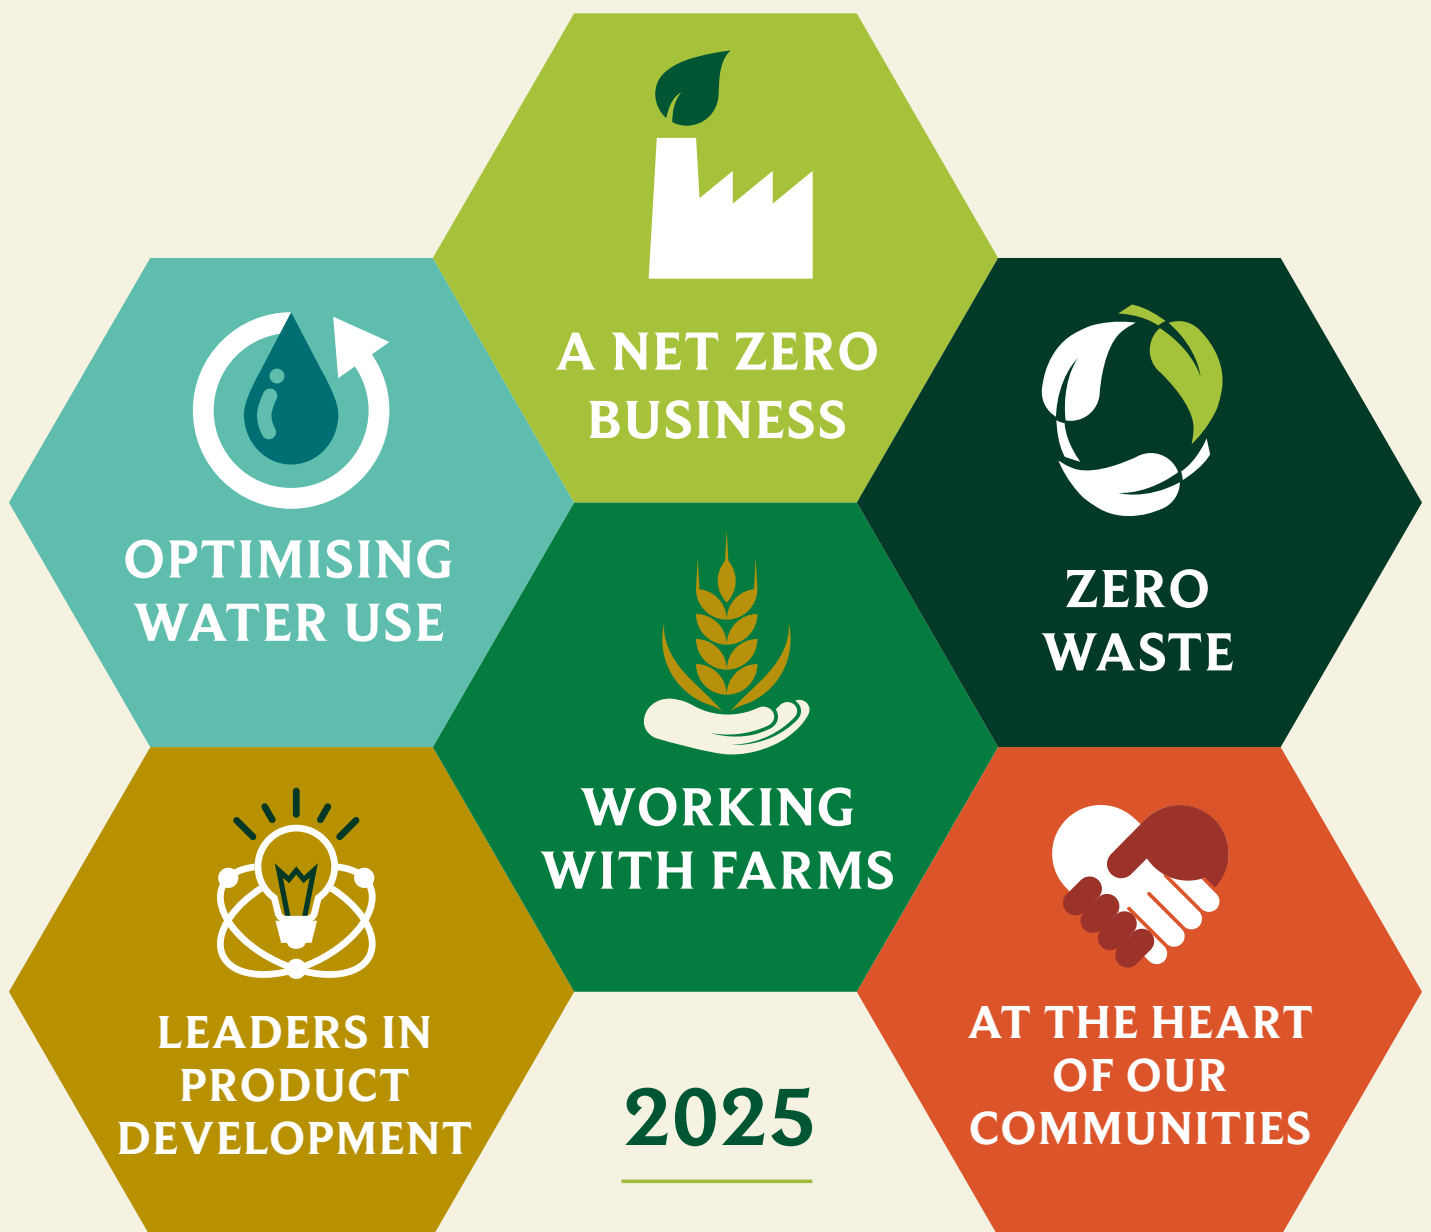 A NET ZERO
BUSINESS
OPTIMISING
WATER USE
ZERO
WASTE
WORKING
WITH FARMS
LEADERS IN
PRODUCT
DEVELOPMENT
AT THE HEART
OF OUR
COMMUNITIES
2025